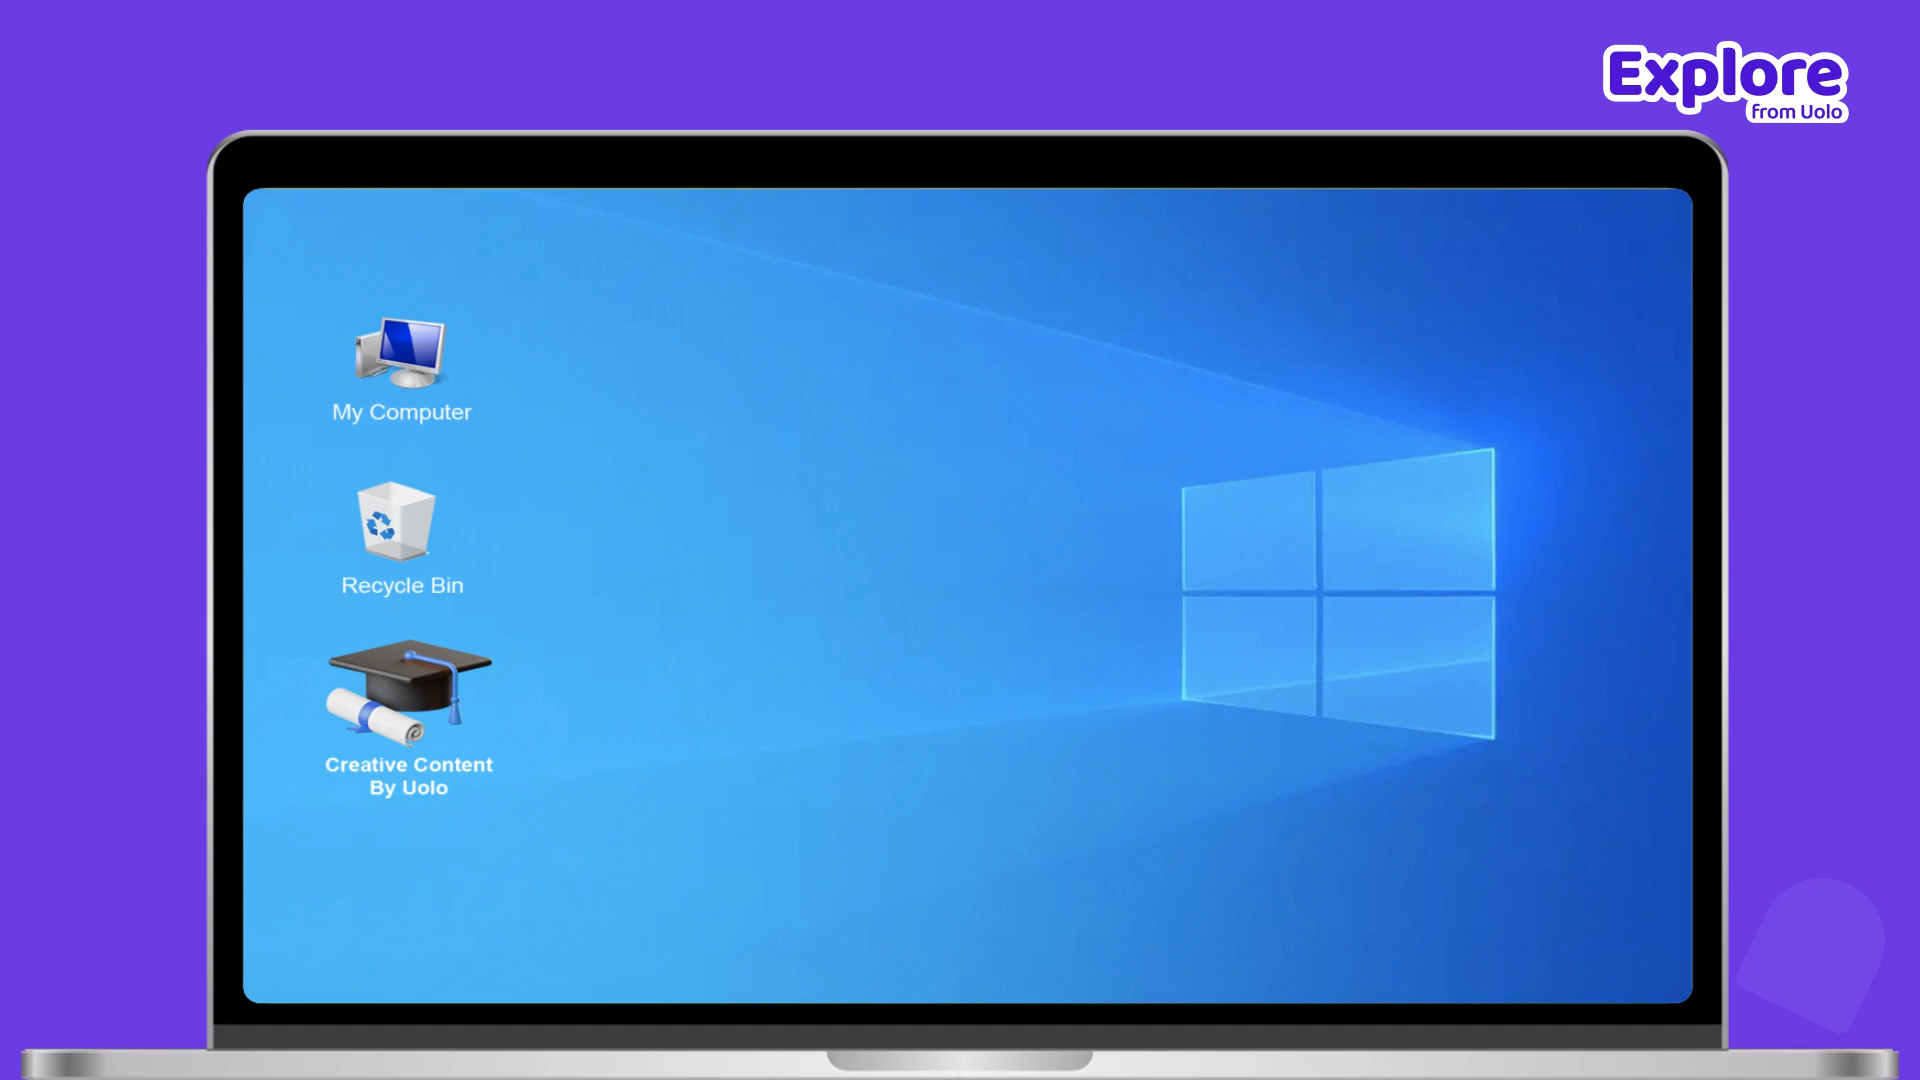 Explore
from Uolo
My Computer
Recycle Bin
Creative Content
By Uolo